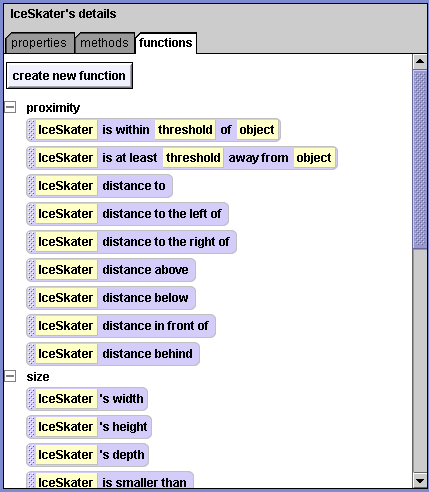 IceSkater's details
properties methods functions
create new function
proximity
IceSkater is within threshold of object
IceSkater is at least threshold away from object
IceSkater distance to
IceSkater distance to the left of
IceSkater distance to the right of
IceSkater distance above
IceSkater distance below
IceSkater distance in front of
IceSkater distance behind
size
IceSkater 's width
IceSkater 's height
IceSkater 's depth
IceSkater is smaller than